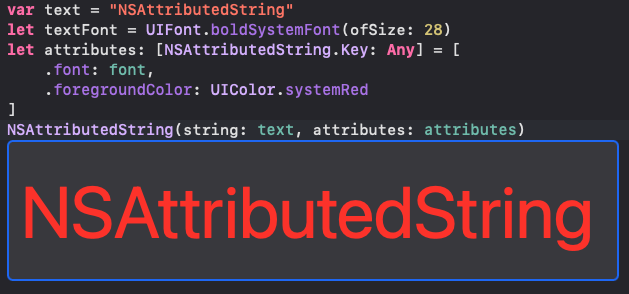 var text = "NSAttributedString"
let textFont = UIFont.boldSystemFont(ofSize: 28)
let attributes: [NSAttributedString.Key: Any] = [
    .font: font,
    .foregroundColor: UIColor.systemRed
]
NSAttributedString(string: text, attributes: attributes)
NSAttributedString